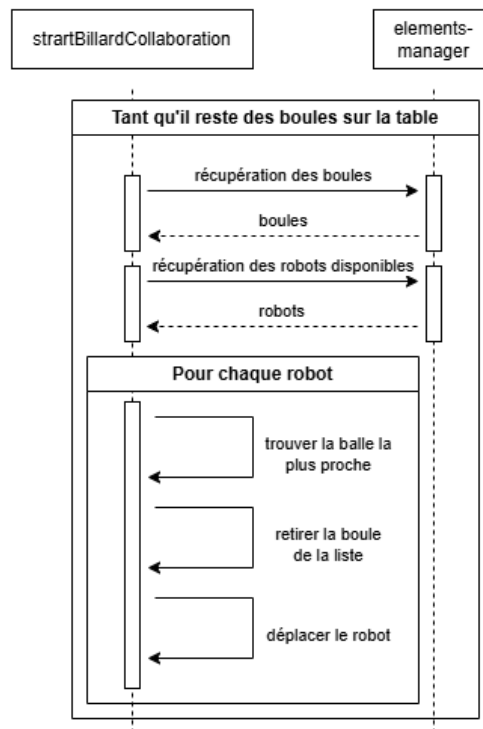 strartBillardCollaboration
elements-
manager
Tant qu'il reste des boules sur la table
récupération des boules
boules
récupération des robots disponibles
robots
Pour chaque robot
trouver la balle la
plus proche
retirer la boule
de la liste
déplacer le robot